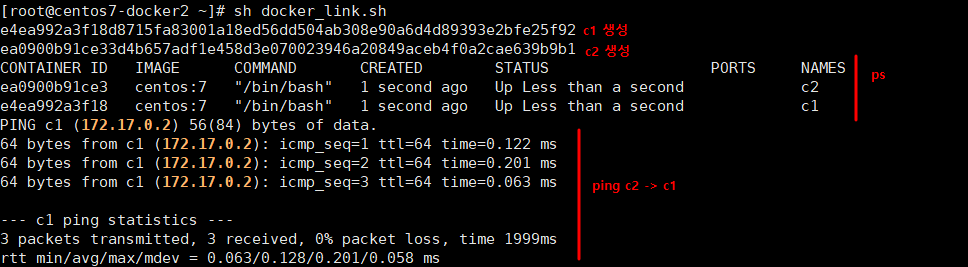 [root@centos7-docker2 ~]# sh docker_link.sh
e4ea992a3f18d8715fa83001a18ed56dd504ab308e90a6d4d89393e2bfe25f92 c1 생성
ea0900b91ce33d4b657adf1e458d3e070023946a20849aceb4f0a2cae639b9b1 c2 생성
CONTAINER ID IMAGE COMMAND CREATED STATUS PORTS NAMES
ea0900b91ce3 centos:7 "/bin/bash" 1 second ago Up Less than a second c2
ps
e4ea992a3f18 centos:7 "/bin/bash" 1 second ago Up Less than a second c1
PING c1 (172.17.0.2) 56(84) bytes of data.
64 bytes from c1 (172.17.0.2): icmp_seq=1 ttl=64 time=0.122 ms
64 bytes from c1 (172.17.0.2): icmp_seq=2 ttl=64 time=0.201 ms
64 bytes from c1 (172.17.0.2): icmp_seq=3 ttl=64 time=0.063 ms
ping c2 -> c1
--- c1 ping statistics ---
3 packets transmitted, 3 received, 0% packet loss, time 1999ms
rtt min/avg/max/mdev = 0.063/0.128/0.201/0.058 ms